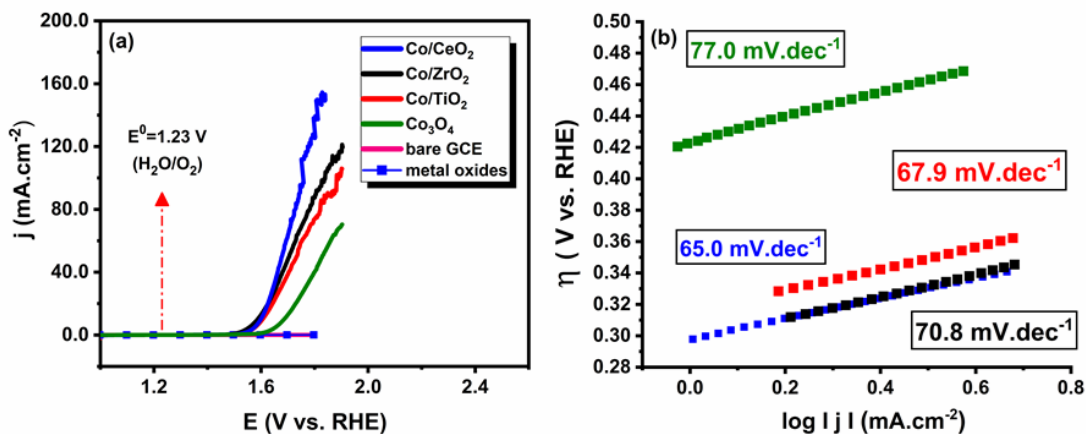 (a)
200.0
160.0
120.0
80.0
40.0
0.0
j (mA.cm⁻²)
Co/CeO₂
Co/ZrO₂
Co/TiO₂
Co₃O₄
bare GCE
metal oxides
E⁰=1.23 V
(H₂O/O₂)
1.2
1.6
2.0
2.4
E (V vs. RHE)
(b)
0.50
0.48
0.46
0.44
0.42
0.40
0.38
0.36
0.34
0.32
0.30
0.28
η ( V vs. RHE)
77.0 mV.dec⁻¹
67.9 mV.dec⁻¹
65.0 mV.dec⁻¹
70.8 mV.dec⁻¹
0.0
0.2
0.4
0.6
0.8
log I j I (mA.cm⁻²)